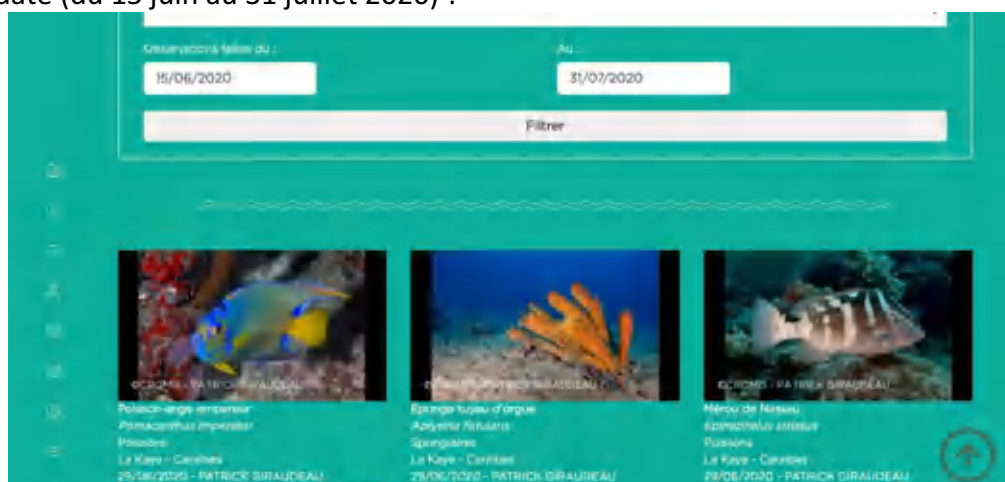 date (du 15 juin au 31 juillet 2020) :
Observations faites du :
Au :
15/06/2020
31/07/2020
Filtrer
©CROMIS - PATRICK GIRAUDEAU
Poisson-ange empereur
Pomacanthus imperator
Poissons
La Kaye - Caraïbes
29/06/2020 - PATRICK GIRAUDEAU
©CROMIS - PATRICK GIRAUDEAU
Eponge tuyau d'orgue
Aplysina fistularis
Spongiaires
La Kaye - Caraïbes
29/06/2020 - PATRICK GIRAUDEAU
©CROMIS - PATRICK GIRAUDEAU
Mérou de Nassau
Epinephelus striatus
Poissons
La Kaye - Caraïbes
29/06/2020 - PATRICK GIRAUDEAU